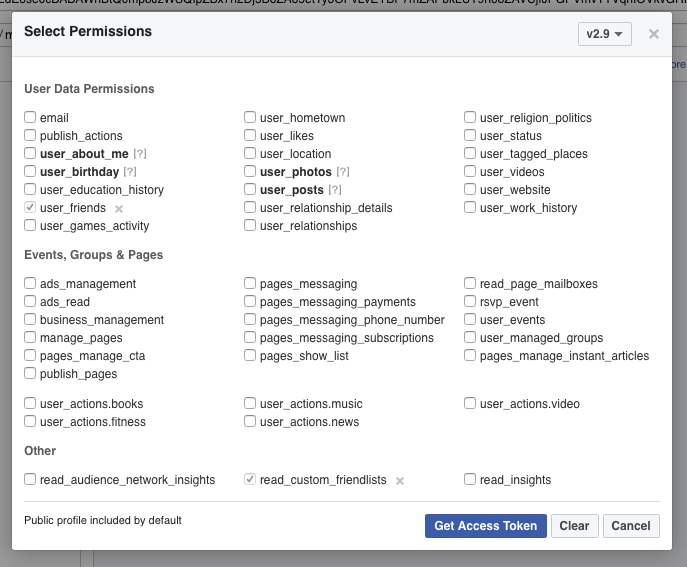 Select Permissions
v2.9
User Data Permissions
email user_hometown user_religion_politics
publish_actions user_likes user_status
user_about_me [?] user_location user_tagged_places
user_birthday [?] user_photos [?] user_videos
user_education_history user_posts [?] user_website
user_friends user_relationship_details user_work_history
user_games_activity user_relationships
Events, Groups & Pages
ads_management pages_messaging read_page_mailboxes
ads_read pages_messaging_payments rsvp_event
business_management pages_messaging_phone_number user_events
manage_pages pages_messaging_subscriptions user_managed_groups
pages_manage_cta pages_show_list pages_manage_instant_articles
publish_pages
user_actions.books user_actions.music user_actions.video
user_actions.fitness user_actions.news
Other
read_audience_network_insights read_custom_friendlists read_insights
Public profile included by default
Get Access Token Clear Cancel